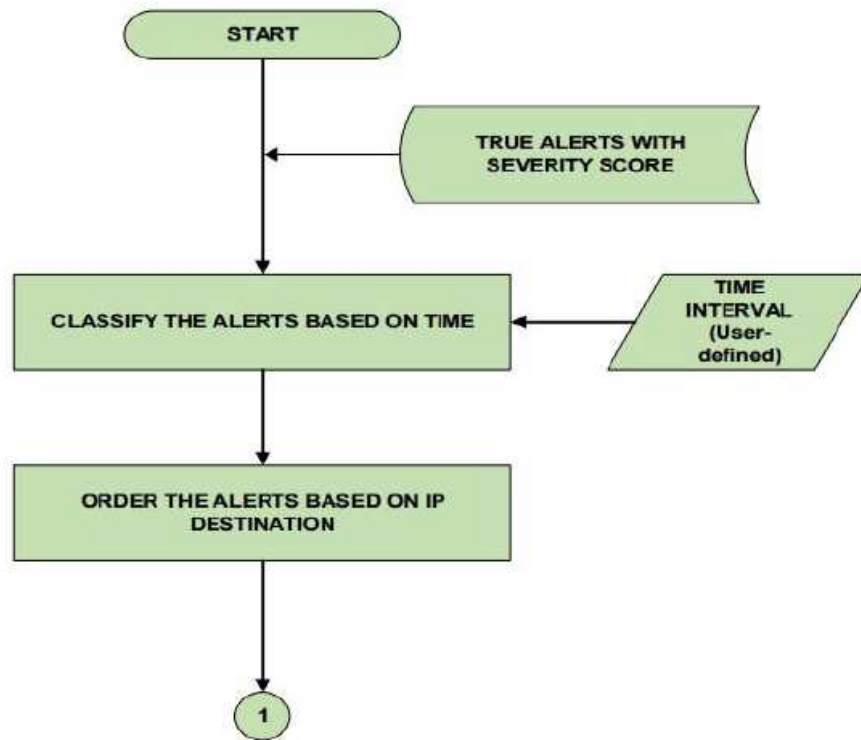 START
TRUE ALERTS WITH
SEVERITY SCORE
CLASSIFY THE ALERTS BASED ON TIME
TIME
INTERVAL
(User-
defined)
ORDER THE ALERTS BASED ON IP
DESTINATION
1